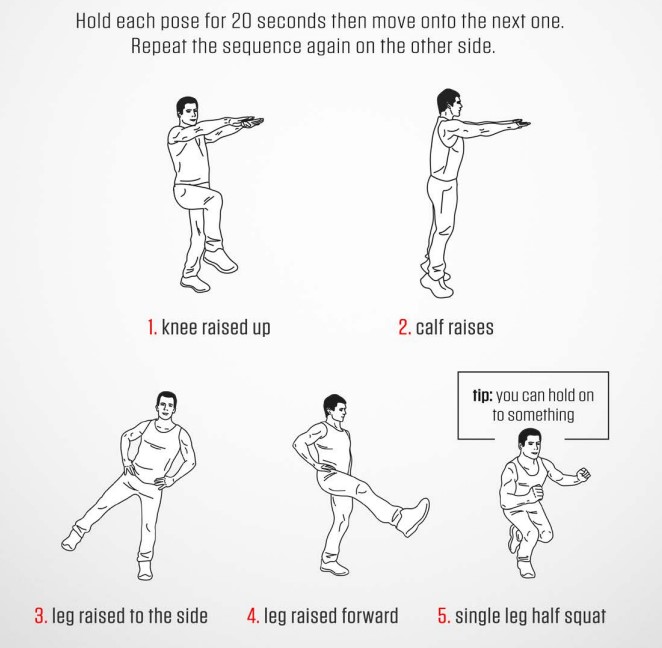 Hold each pose for 20 seconds then move onto the next one.
Repeat the sequence again on the other side.
1. knee raised up
2. calf raises
tip: you can hold on
to something
3. leg raised to the side
4. leg raised forward
5. single leg half squat